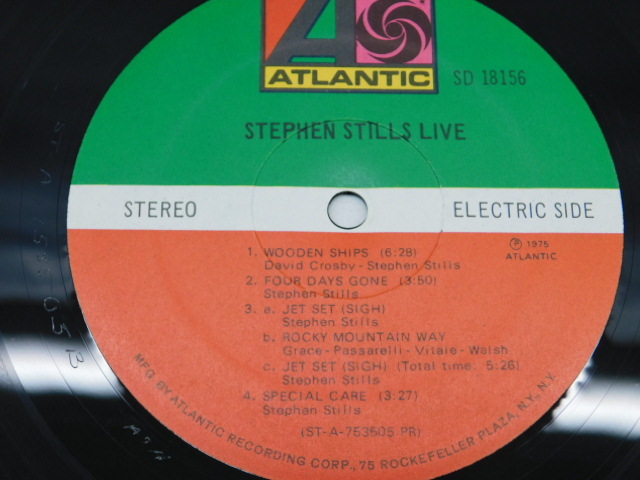 ATLANTIC
SD 18156
STEPHEN STILLS LIVE
STEREO
ELECTRIC SIDE
℗ 1975
ATLANTIC
1. WOODEN SHIPS (6:28)
David Crosby - Stephen Stills
2. FOUR DAYS GONE (3:50)
Stephen Stills
3. a. JET SET (SIGH)
Stephen Stills
b. ROCKY MOUNTAIN WAY
Grace - Passarelli - Vitale - Walsh
c. JET SET (SIGH) (Total time: 5:26)
Stephen Stills
4. SPECIAL CARE (3:27)
Stephen Stills
(ST-A-753505 PR)
MFG. BY ATLANTIC RECORDING CORP., 75 ROCKEFELLER PLAZA, N.Y., N.Y.